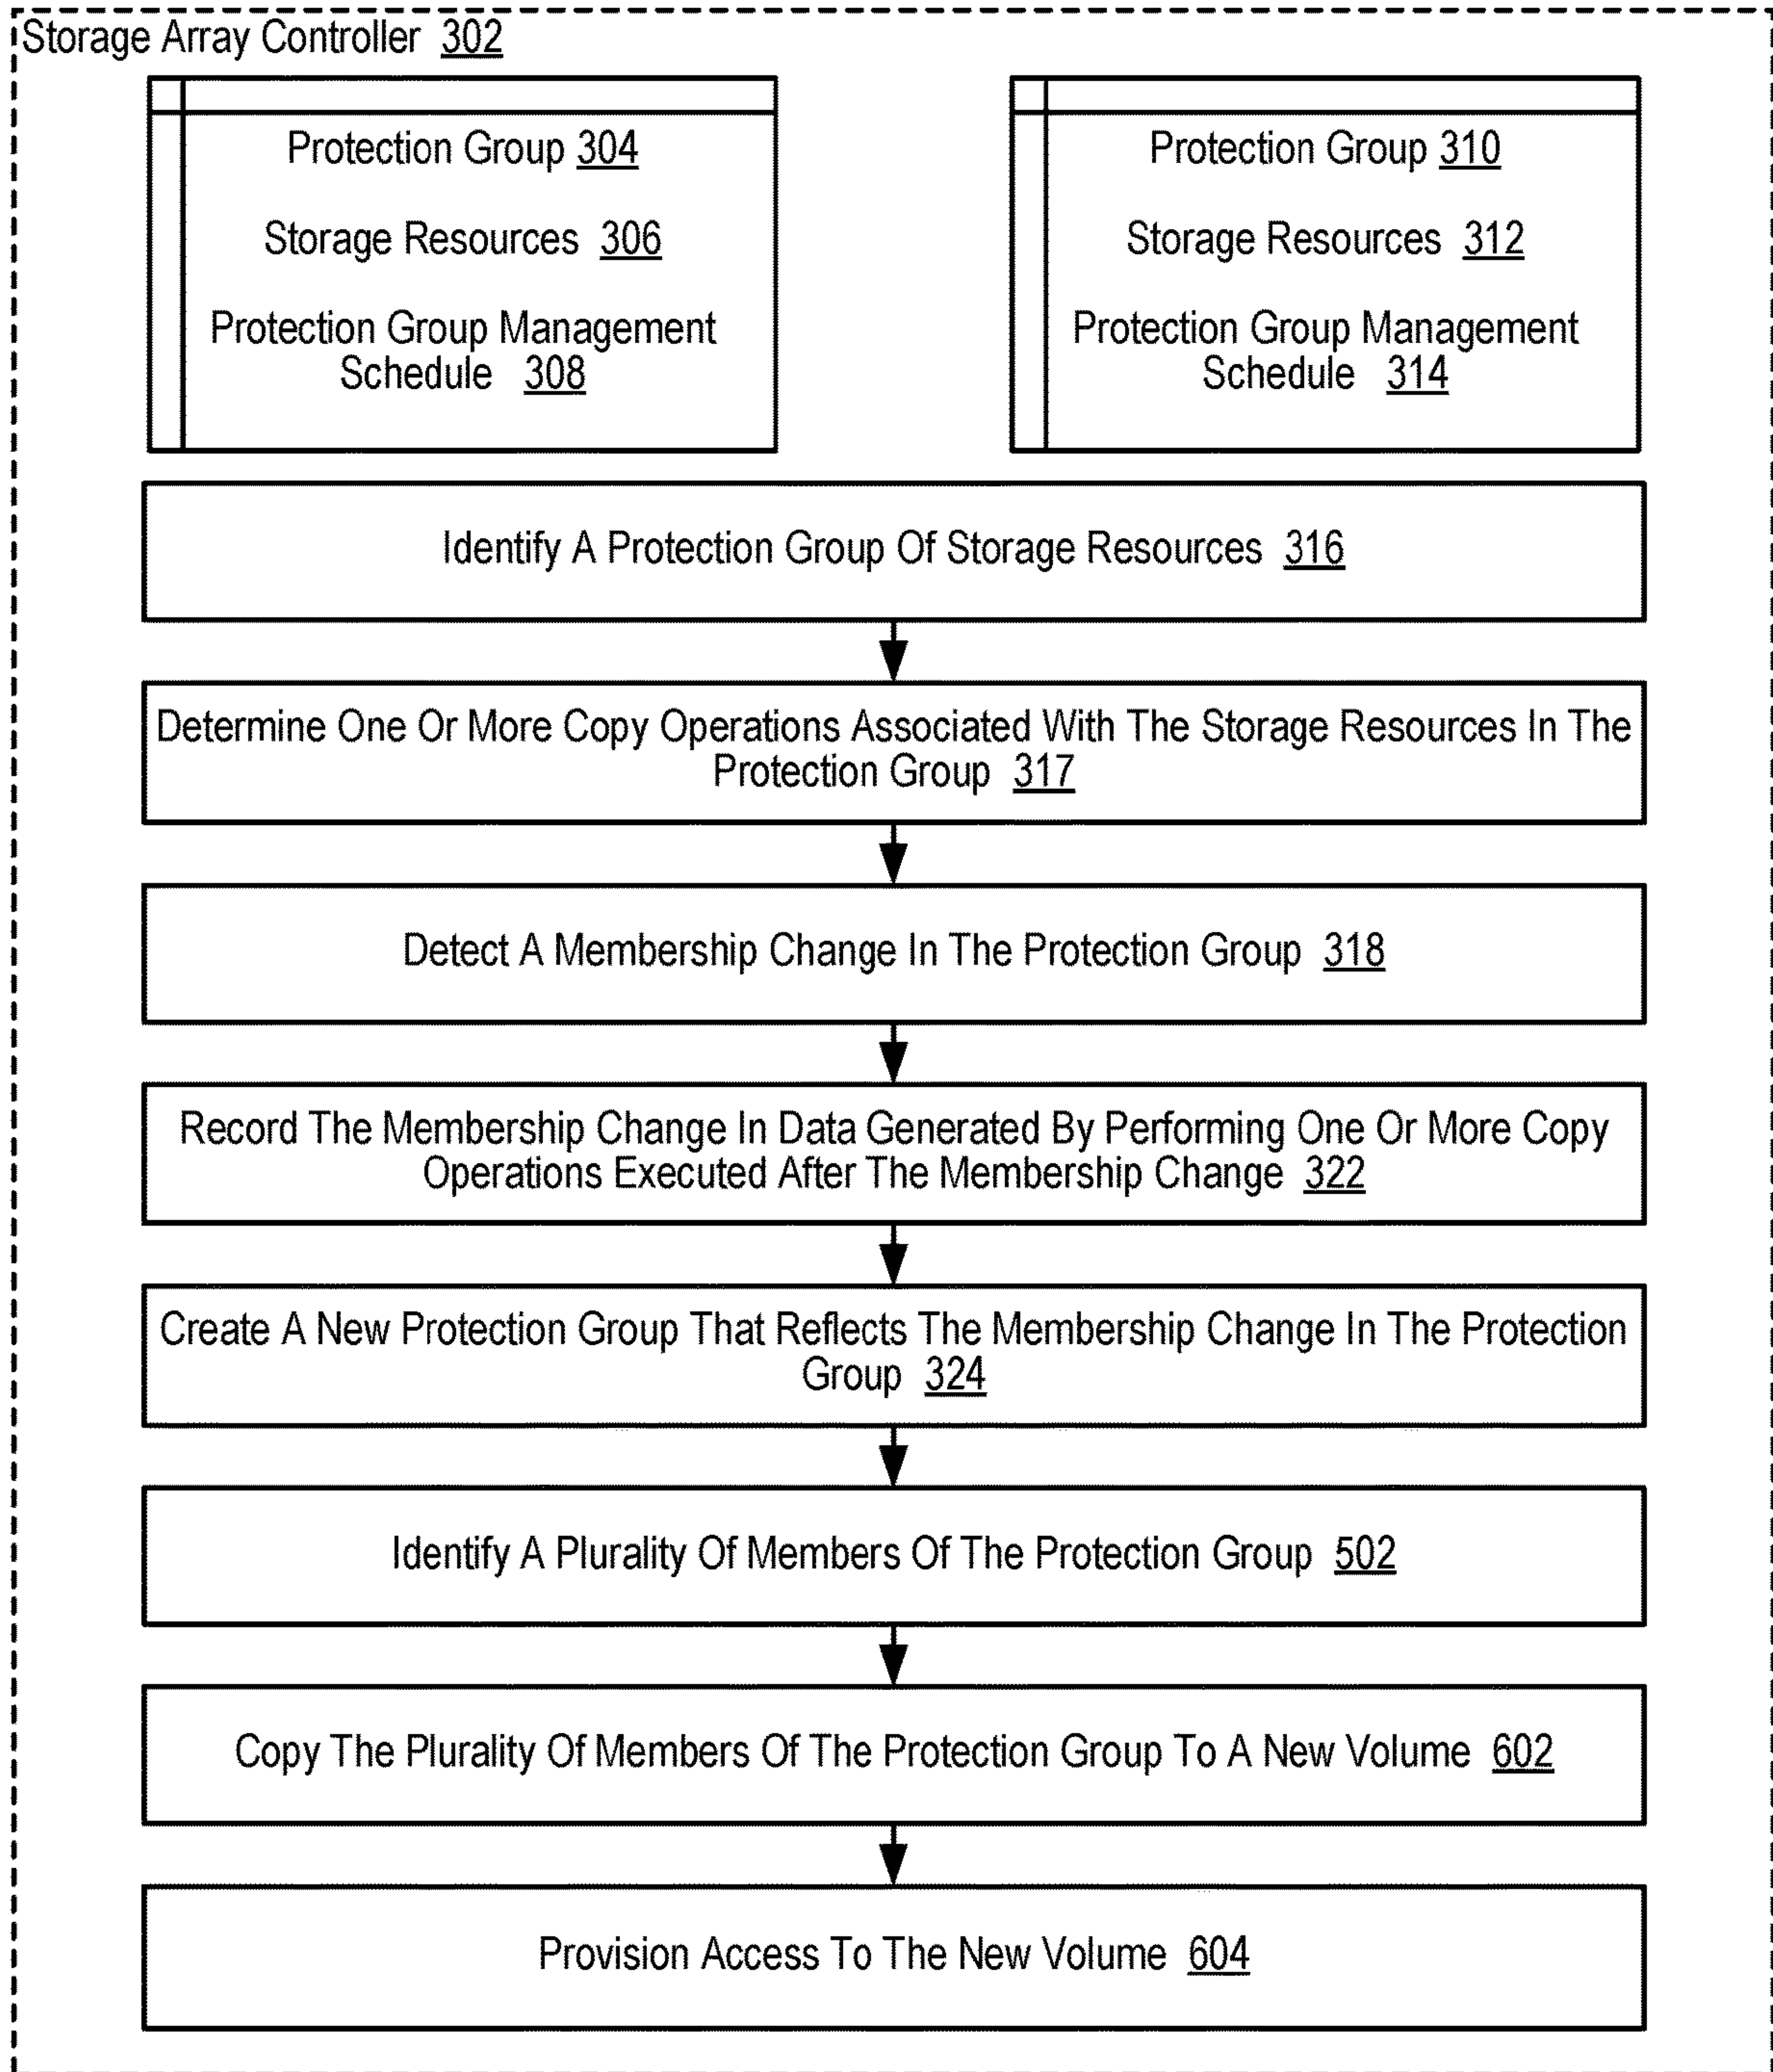 Storage Array Controller 302
Protection Group 304
Storage Resources 306
Protection Group Management
Schedule 308
Protection Group 310
Storage Resources 312
Protection Group Management
Schedule 314
Identify A Protection Group Of Storage Resources 316
Determine One Or More Copy Operations Associated With The Storage Resources In The
Protection Group 317
Detect A Membership Change In The Protection Group 318
Record The Membership Change In Data Generated By Performing One Or More Copy
Operations Executed After The Membership Change 322
Create A New Protection Group That Reflects The Membership Change In The Protection
Group 324
Identify A Plurality Of Members Of The Protection Group 502
Copy The Plurality Of Members Of The Protection Group To A New Volume 602
Provision Access To The New Volume 604